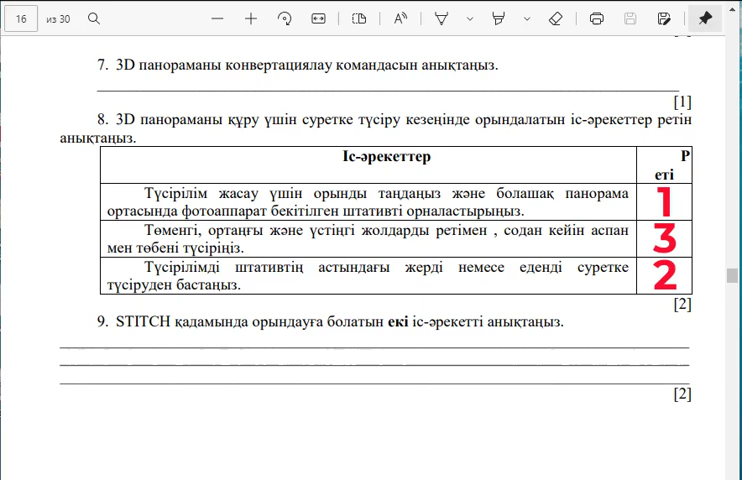 16 из 30
7. 3D панораманы конвертациялау командасын анықтаңыз.
[1]
8. 3D панораманы құру үшін суретке түсіру кезеңінде орындалатын іс-әрекеттер ретін
анықтаңыз.
Іс-әрекеттер Р
еті
Түсірілім жасау үшін орынды таңдаңыз және болашақ панорама
ортасында фотоаппарат бекітілген штативті орналастырыңыз.
1
Төменгі, ортаңғы және үстіңгі жолдарды ретімен , содан кейін аспан
мен төбені түсіріңіз.
3
Түсірілімді штативтің астындағы жерді немесе еденді суретке
түсіруден бастаңыз.
2
[2]
9. STITCH қадамында орындауға болатын екі іс-әрекетті анықтаңыз.
[2]